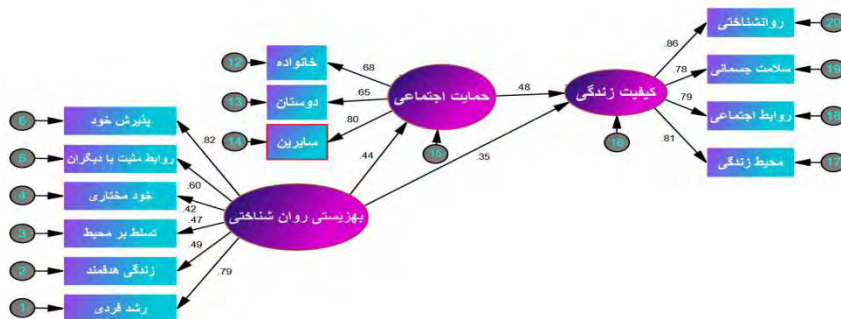 روانشناختی
20
.86
سلامت جسمانی
19
.78
روابط اجتماعی
18
.79
محیط زندگی
17
.81
کیفیت زندگی
16
.48
.35
حمایت اجتماعی
15
خانواده
12
.68
دوستان
13
.65
سایرین
14
.80
.44
بهزیستی روان شناختی
پذیرش خود
6
.82
روابط مثبت با دیگران
5
.60
خود مختاری
4
.42
تسلط بر محیط
3
.47
زندگی هدفمند
2
.49
رشد فردی
1
.79